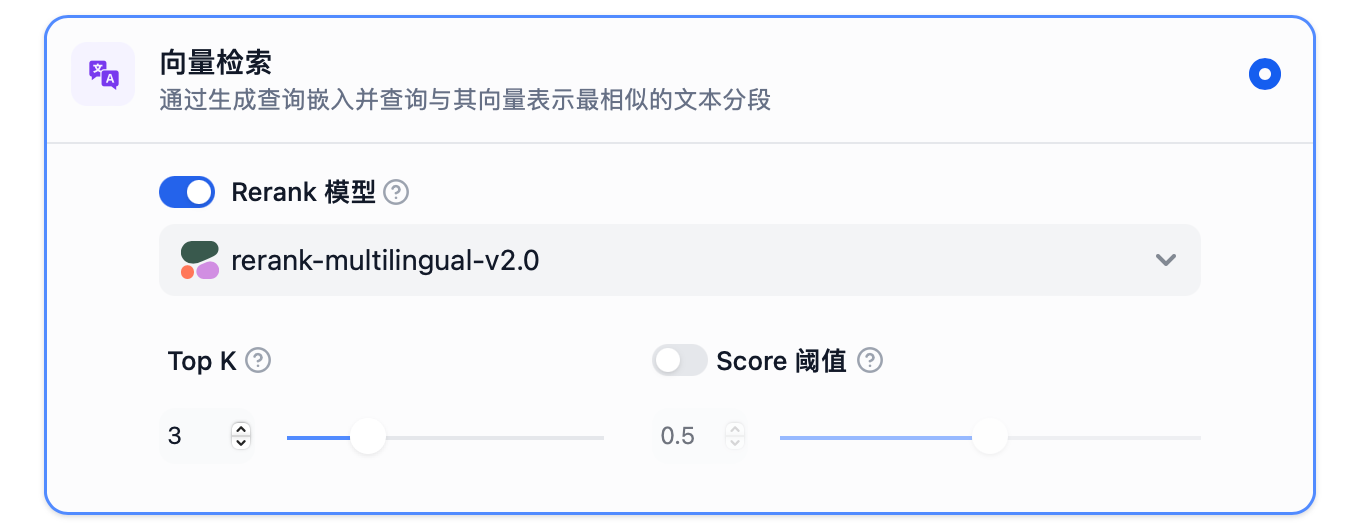 向量检索
通过生成查询嵌入并查询与其向量表示最相似的文本分段
Rerank 模型
rerank-multilingual-v2.0
Top K
Score 阈值
3
0.5